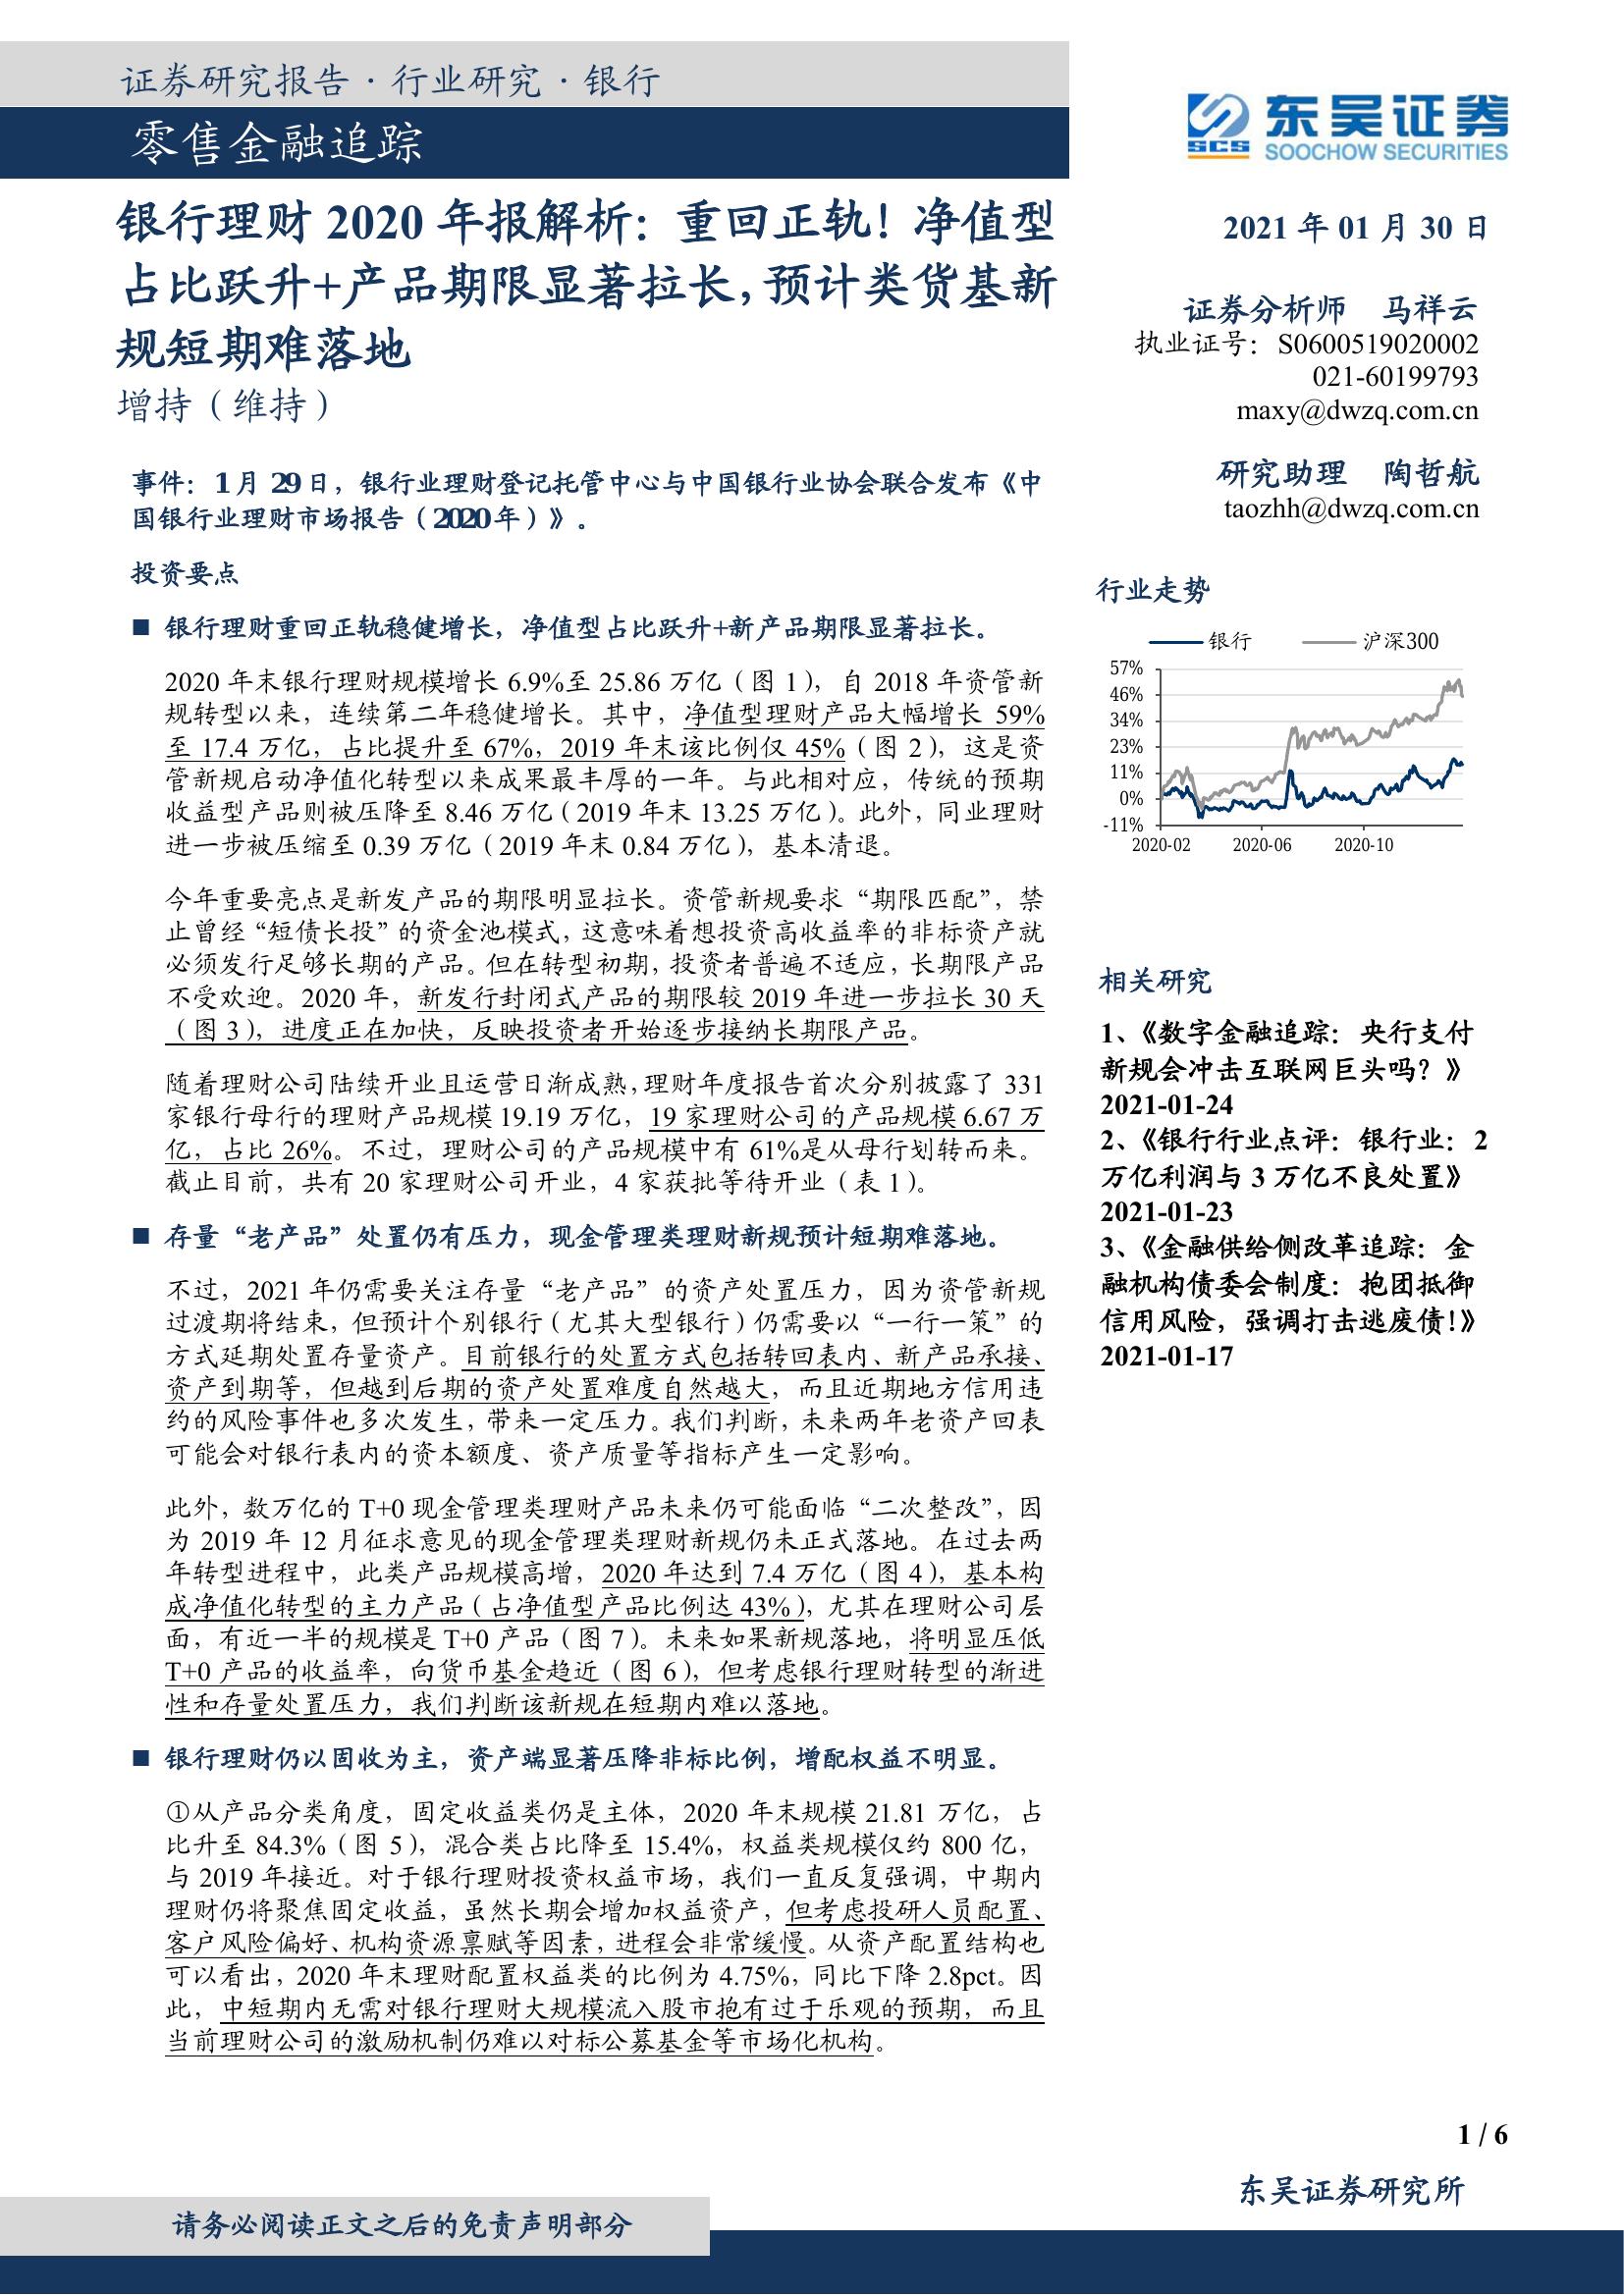 证券研究报告·行业研究·银行
零售金融追踪
东吴证券
SCS
SOOCHOW SECURITIES
银行理财 2020 年报解析：重回正轨！净值型
占比跃升+产品期限显著拉长，预计类货基新
规短期难落地
增持（维持）
2021 年 01 月 30 日
证券分析师 马祥云
执业证号：S0600519020002
021-60199793
maxy@dwzq.com.cn
研究助理 陶哲航
taozhh@dwzq.com.cn
事件：1 月 29 日，银行业理财登记托管中心与中国银行业协会联合发布《中
国银行业理财市场报告（2020 年）》。
投资要点
■ 银行理财重回正轨稳健增长，净值型占比跃升+新产品期限显著拉长。
2020 年末银行理财规模增长 6.9%至 25.86 万亿（图 1），自 2018 年资管新
规转型以来，连续第二年稳健增长。其中，净值型理财产品大幅增长 59%
至 17.4 万亿，占比提升至 67%，2019 年末该比例仅 45%（图 2），这是资
管新规启动净值化转型以来成果最丰厚的一年。与此相对应，传统的预期
收益型产品则被压降至 8.46 万亿（2019 年末 13.25 万亿）。此外，同业理财
进一步被压缩至 0.39 万亿（2019 年末 0.84 万亿），基本清退。
今年重要亮点是新发产品的期限明显拉长。资管新规要求“期限匹配”，禁
止曾经“短债长投”的资金池模式，这意味着想投资高收益率的非标资产就
必须发行足够长期的产品。但在转型初期，投资者普遍不适应，长期限产品
不受欢迎。2020 年，新发行封闭式产品的期限较 2019 年进一步拉长 30 天
（图 3），进度正在加快，反映投资者开始逐步接纳长期限产品。
随着理财公司陆续开业且运营日渐成熟，理财年度报告首次分别披露了 331
家银行母行的理财产品规模 19.19 万亿，19 家理财公司的产品规模 6.67 万
亿，占比 26%。不过，理财公司的产品规模中有 61%是从母行划转而来。
截止目前，共有 20 家理财公司开业，4 家获批等待开业（表 1）。
■ 存量“老产品”处置仍有压力，现金管理类理财新规预计短期难落地。
不过，2021 年仍需要关注存量“老产品”的资产处置压力，因为资管新规
过渡期将结束，但预计个别银行（尤其大型银行）仍需要以“一行一策”的
方式延期处置存量资产。目前银行的处置方式包括转回表内、新产品承接、
资产到期等，但越到后期的资产处置难度自然越大，而且近期地方信用违
约的风险事件也多次发生，带来一定压力。我们判断，未来两年老资产回表
可能会对银行表内的资本额度、资产质量等指标产生一定影响。
此外，数万亿的 T+0 现金管理类理财产品未来仍可能面临“二次整改”，因
为 2019 年 12 月征求意见的现金管理类理财新规仍未正式落地。在过去两
年转型进程中，此类产品规模高增，2020 年达到 7.4 万亿（图 4），基本构
成净值化转型的主力产品（占净值型产品比例达 43%），尤其在理财公司层
面，有近一半的规模是 T+0 产品（图 7）。未来如果新规落地，将明显压低
T+0 产品的收益率，向货币基金趋近（图 6），但考虑银行理财转型的渐进
性和存量处置压力，我们判断该新规在短期内难以落地。
■ 银行理财仍以固收为主，资产端显著压降非标比例，增配权益不明显。
①从产品分类角度，固定收益类仍是主体，2020 年末规模 21.81 万亿，占
比升至 84.3%（图 5），混合类占比降至 15.4%，权益类规模仅约 800 亿，
与 2019 年接近。对于银行理财投资权益市场，我们一直反复强调，中期内
理财仍将聚焦固定收益，虽然长期会增加权益资产，但考虑投研人员配置、
客户风险偏好、机构资源禀赋等因素，进程会非常缓慢。从资产配置结构也
可以看出，2020 年末理财配置权益类的比例为 4.75%，同比下降 2.8pct。因
此，中短期内无需对银行理财大规模流入股市抱有过于乐观的预期，而且
当前理财公司的激励机制仍难以对标公募基金等市场化机构。
行业走势
银行 沪深300
57%
46%
34%
23%
11%
0%
-11%
2020-02 2020-06 2020-10
相关研究
1、《数字金融追踪：央行支付
新规会冲击互联网巨头吗？》
2021-01-24
2、《银行行业点评：银行业：2
万亿利润与 3 万亿不良处置》
2021-01-23
3、《金融供给侧改革追踪：金
融机构债委会制度：抱团抵御
信用风险，强调打击逃废债！》
2021-01-17
1 / 6
东吴证券研究所
请务必阅读正文之后的免责声明部分